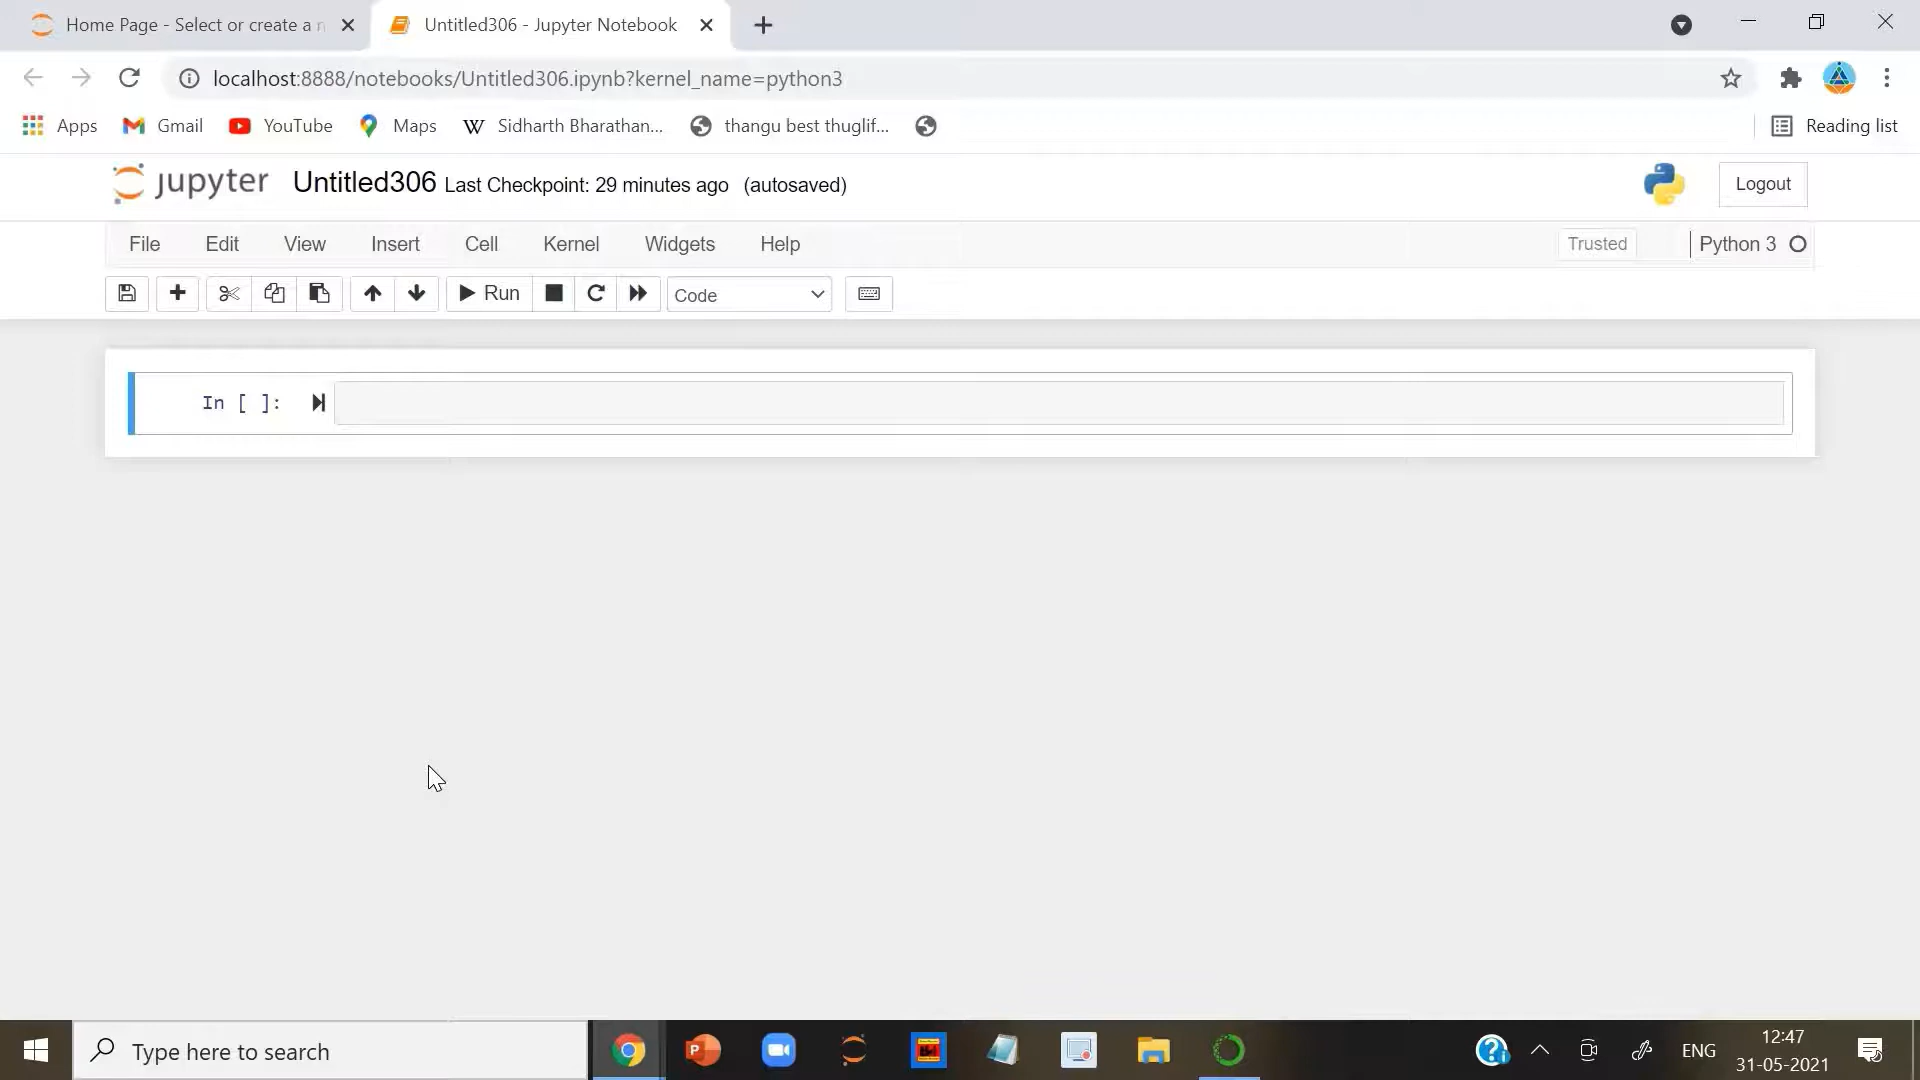 Home Page - Select or create a n
Untitled306 - Jupyter Notebook
localhost:8888/notebooks/Untitled306.ipynb?kernel_name=python3
Apps Gmail YouTube Maps W Sidharth Bharathan... thangu best thuglif... Reading list
jupyter Untitled306 Last Checkpoint: 29 minutes ago (autosaved) Logout
File Edit View Insert Cell Kernel Widgets Help Trusted Python 3
Run Code
In [ ]:
Type here to search
ENG
12:47
31-05-2021